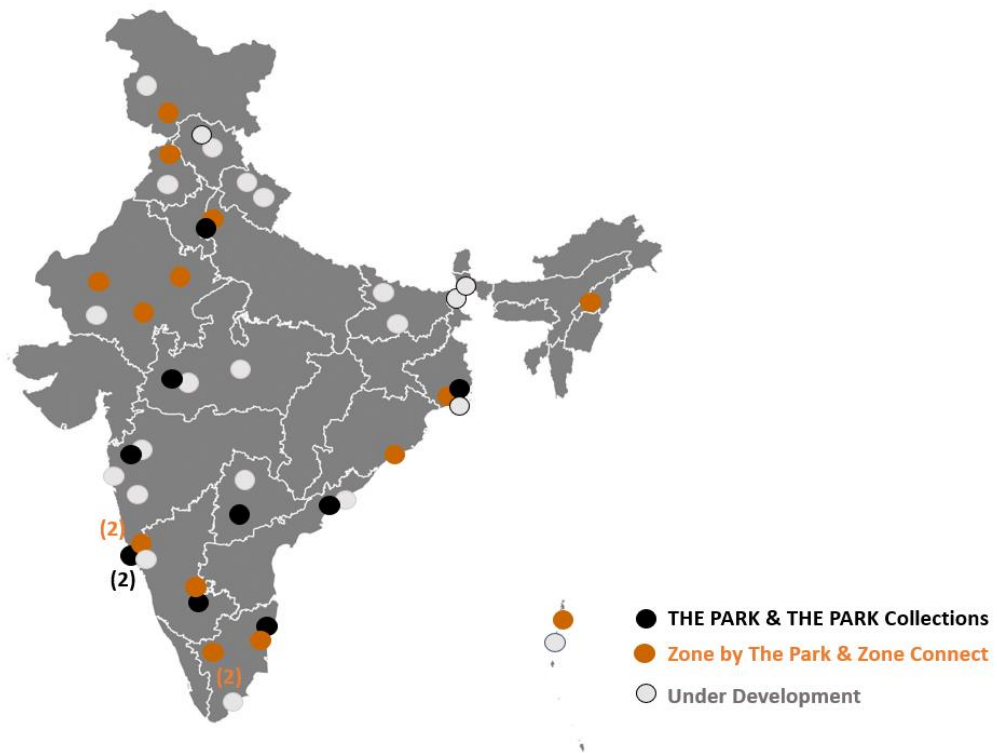 (2)
(2)
THE PARK & THE PARK Collections
Zone by The Park & Zone Connect
(2)
Under Development